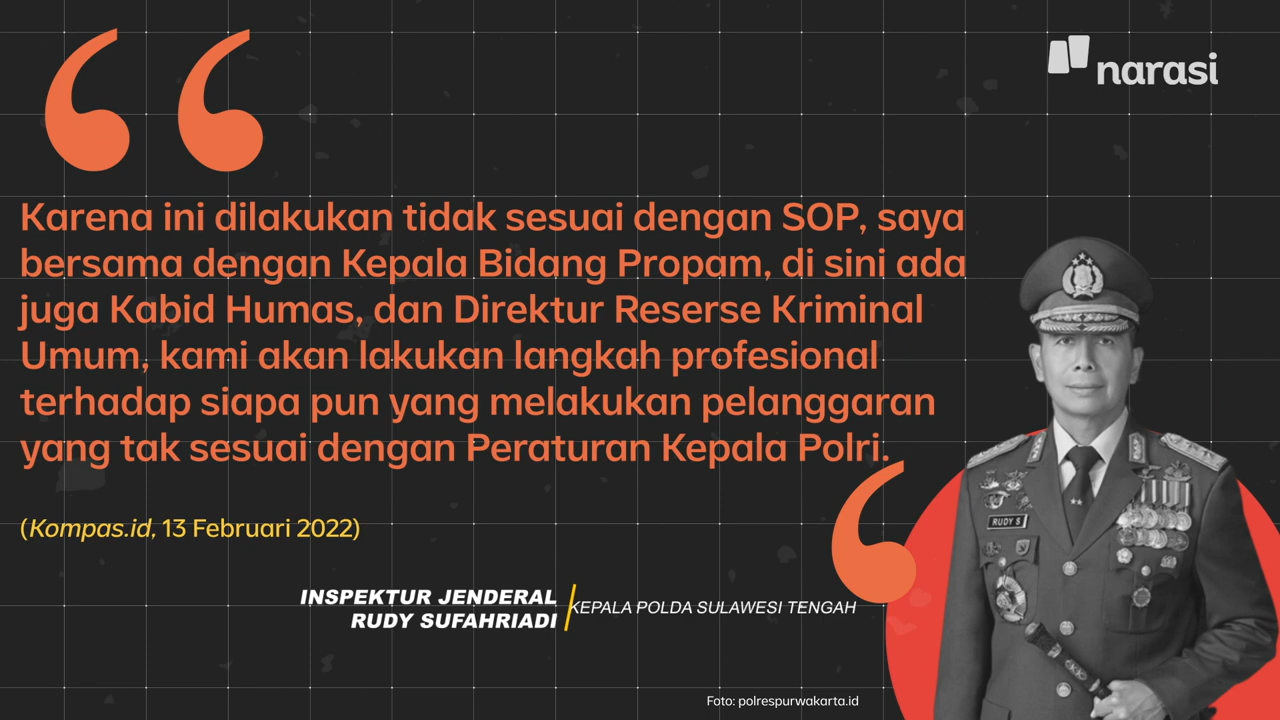 narasi
Karena ini dilakukan tidak sesuai dengan SOP, saya
bersama dengan Kepala Bidang Propam, di sini ada
juga Kabid Humas, dan Direktur Reserse Kriminal
Umum, kami akan lakukan langkah profesional
terhadap siapa pun yang melakukan pelanggaran
yang tak sesuai dengan Peraturan Kepala Polri.
(Kompas.id, 13 Februari 2022)
INSPEKTUR JENDERAL
RUDY SUFAHRIADI
KEPALA POLDA SULAWESI TENGAH
RUDY S
Foto: polrespurwakarta.id